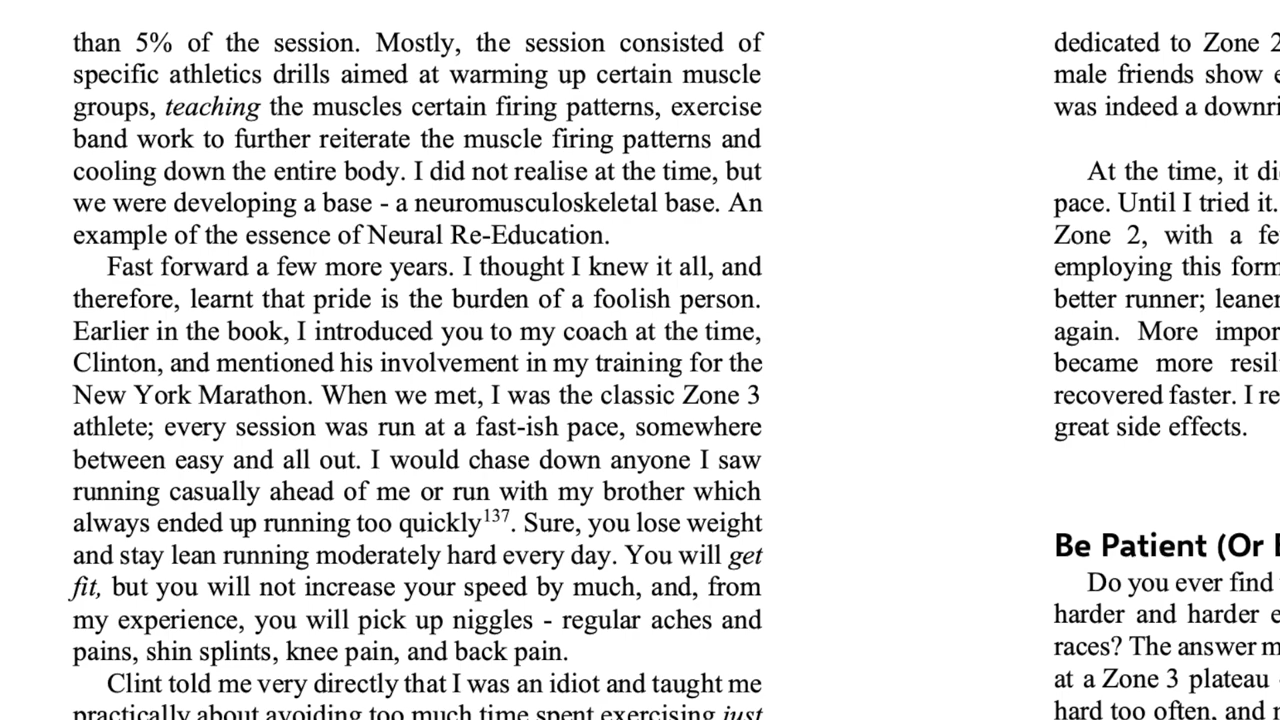 than 5% of the session. Mostly, the session consisted of
specific athletics drills aimed at warming up certain muscle
groups, teaching the muscles certain firing patterns, exercise
band work to further reiterate the muscle firing patterns and
cooling down the entire body. I did not realise at the time, but
we were developing a base - a neuromusculoskeletal base. An
example of the essence of Neural Re-Education.
Fast forward a few more years. I thought I knew it all, and
therefore, learnt that pride is the burden of a foolish person.
Earlier in the book, I introduced you to my coach at the time,
Clinton, and mentioned his involvement in my training for the
New York Marathon. When we met, I was the classic Zone 3
athlete; every session was run at a fast-ish pace, somewhere
between easy and all out. I would chase down anyone I saw
running casually ahead of me or run with my brother which
always ended up running too quickly¹³⁷. Sure, you lose weight
and stay lean running moderately hard every day. You will get
fit, but you will not increase your speed by much, and, from
my experience, you will pick up niggles - regular aches and
pains, shin splints, knee pain, and back pain.
Clint told me very directly that I was an idiot and taught me
practically about avoiding too much time spent exercising just
dedicated to Zone 2
male friends show
was indeed a
At the time, it
pace. Until I tried it.
Zone 2, with a
employing this
better runner;
again. More
became more
recovered faster. I
great side effects.
Be Patient (Or
Do you ever find
harder and harder
races? The answer
at a Zone 3 plateau
hard too often, and